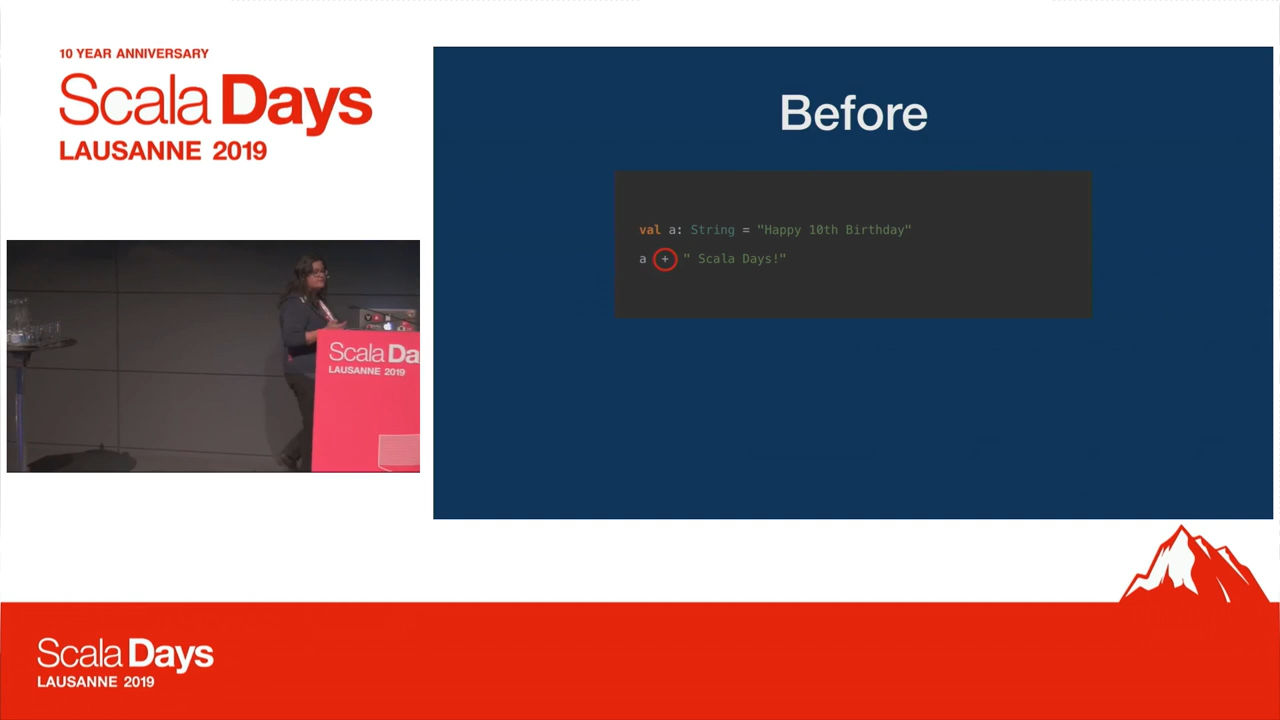 10 YEAR ANNIVERSARY
Scala Days
LAUSANNE 2019
Before
val a: String = "Happy 10th Birthday"
a + " Scala Days!"
Scala Da
LAUSANNE 2019
Scala Days
LAUSANNE 2019